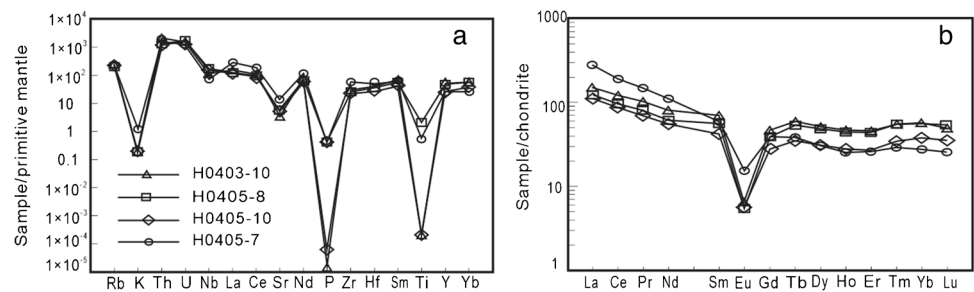 a
Sample/primitive mantle
1×10⁴
1×10³
1×10²
10
1
0.1
1×10⁻²
1×10⁻³
1×10⁻⁴
1×10⁻⁵
H0403-10
H0405-8
H0405-10
H0405-7
Rb K Th U Nb La Ce Sr Nd P Zr Hf Sm Ti Y Yb
b
Sample/chondrite
1000
100
10
1
La Ce Pr Nd Sm Eu Gd Tb Dy Ho Er Tm Yb Lu